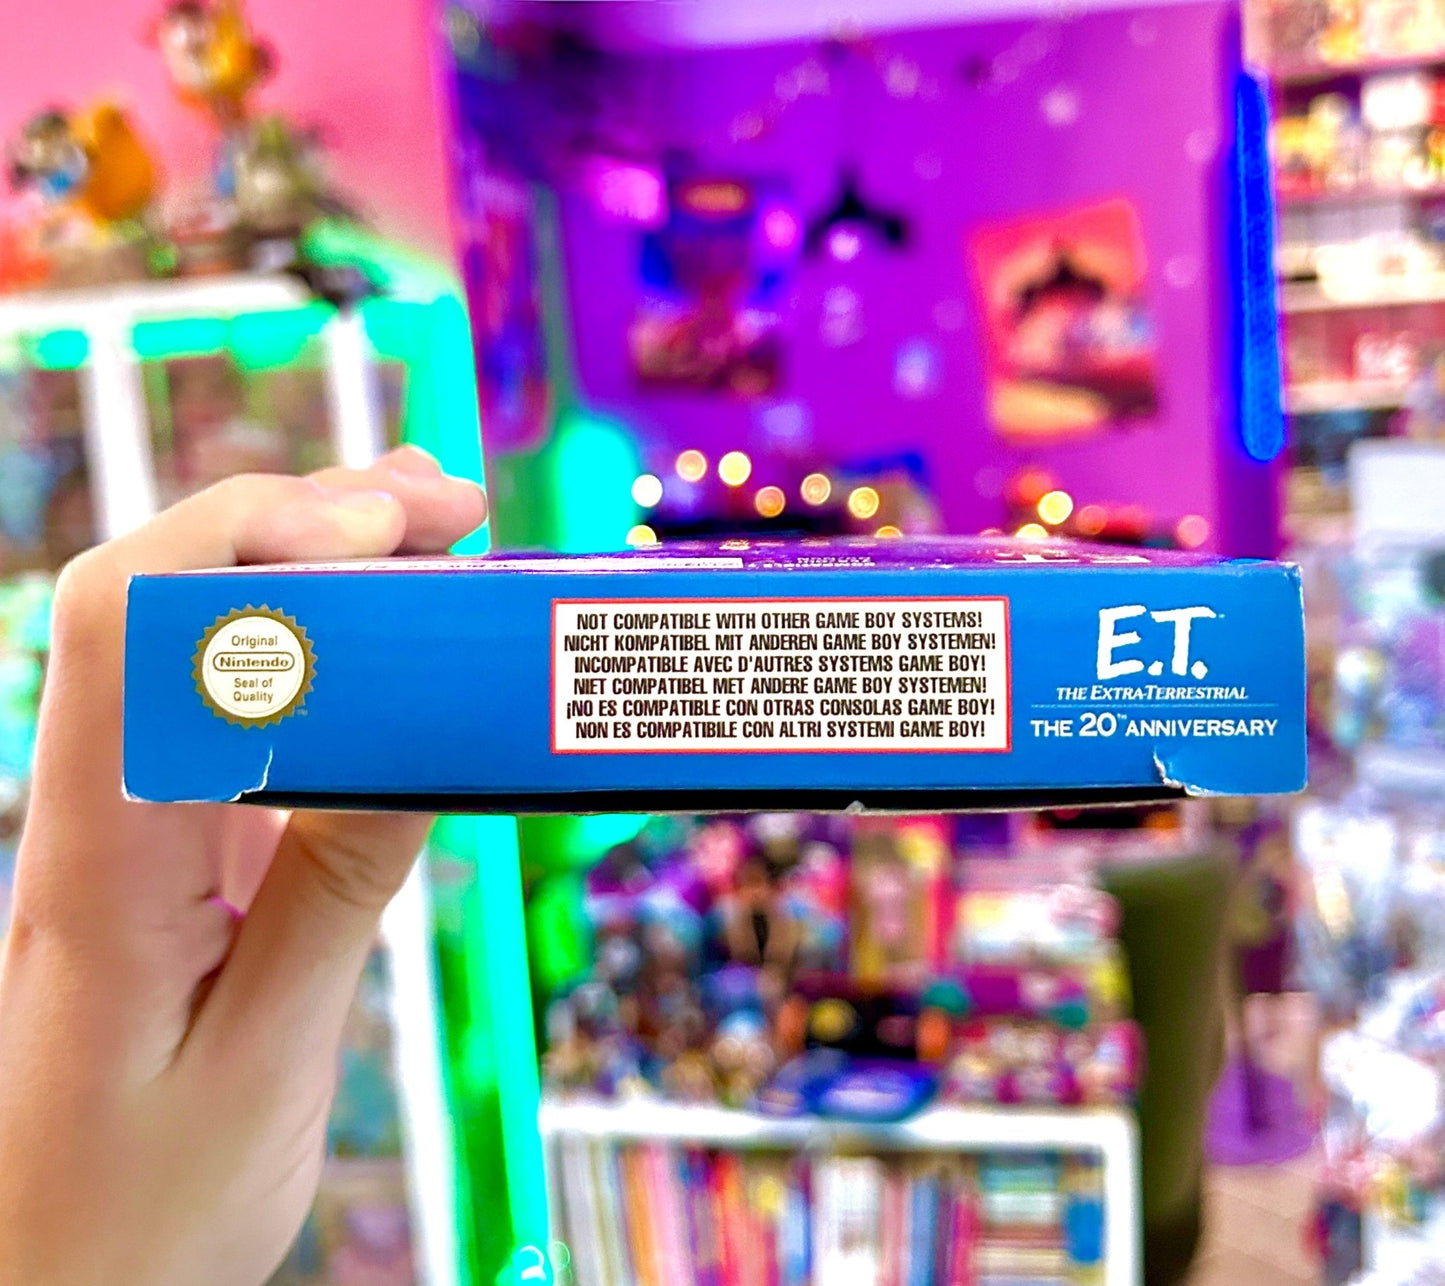 Original
Nintendo
Seal of
Quality
TM
NOT COMPATIBLE WITH OTHER GAME BOY SYSTEMS!
NICHT KOMPATIBEL MIT ANDEREN GAME BOY SYSTEMEN!
INCOMPATIBLE AVEC D'AUTRES SYSTEMS GAME BOY!
NIET COMPATIBEL MET ANDERE GAME BOY SYSTEMEN!
¡NO ES COMPATIBLE CON OTRAS CONSOLAS GAME BOY!
NON ES COMPATIBILE CON ALTRI SYSTEMI GAME BOY!
E.T.
THE EXTRA-TERRESTRIAL
THE 20TH ANNIVERSARY